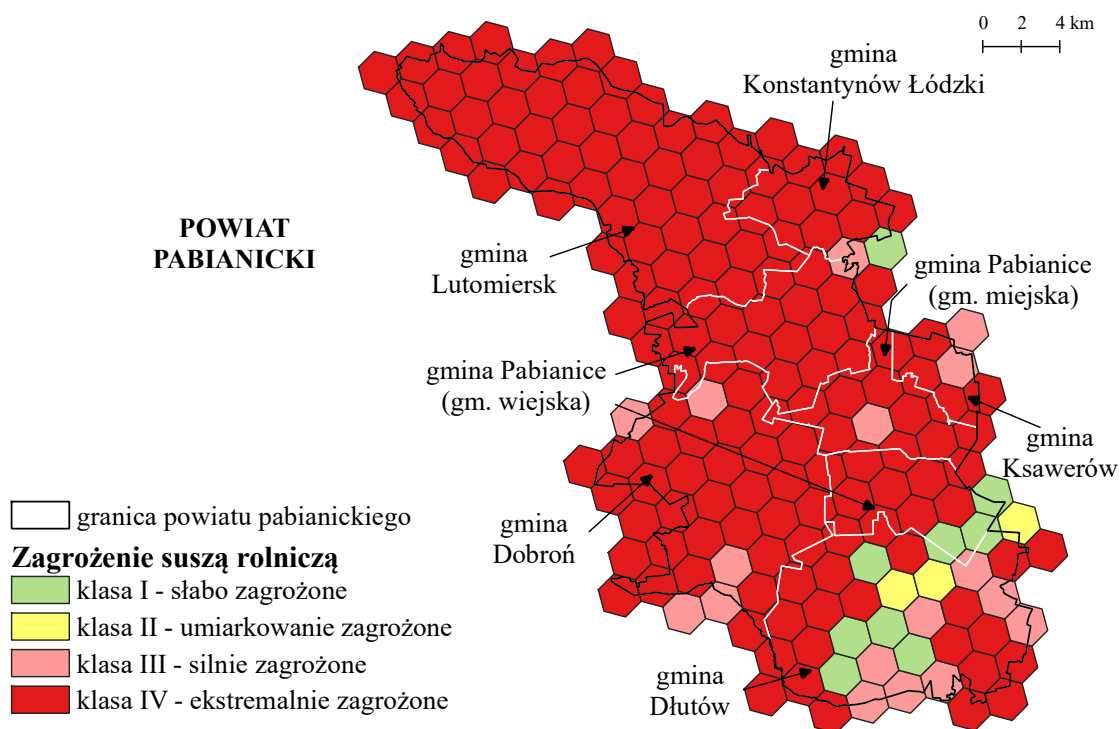 0 2 4 km
gmina
Konstantynów Łódzki
POWIAT
PABIANICKI
gmina
Lutomiersk
gmina Pabianice
(gm. miejska)
gmina Pabianice
(gm. wiejska)
gmina
Ksawerów
gmina
Dobroń
granica powiatu pabianickiego
Zagrożenie suszą rolniczą
klasa I - słabo zagrożone
klasa II - umiarkowanie zagrożone
klasa III - silnie zagrożone
klasa IV - ekstremalnie zagrożone
gmina
Dłutów